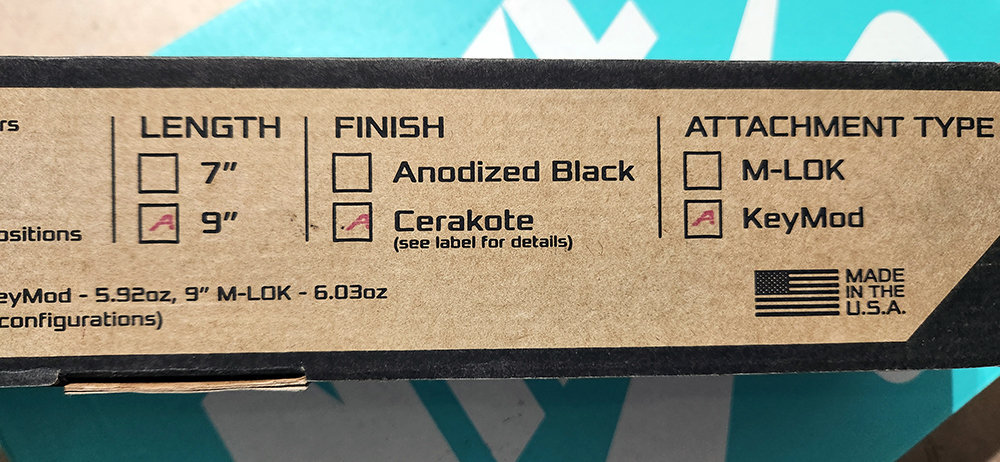 rs
LENGTH
7"
A 9"
FINISH
Anodized Black
A Cerakote
(see label for details)
ATTACHMENT TYPE
M-LOK
A KeyMod
ositions
eyMod - 5.92oz, 9" M-LOK - 6.03oz
configurations)
MADE
IN THE
U.S.A.